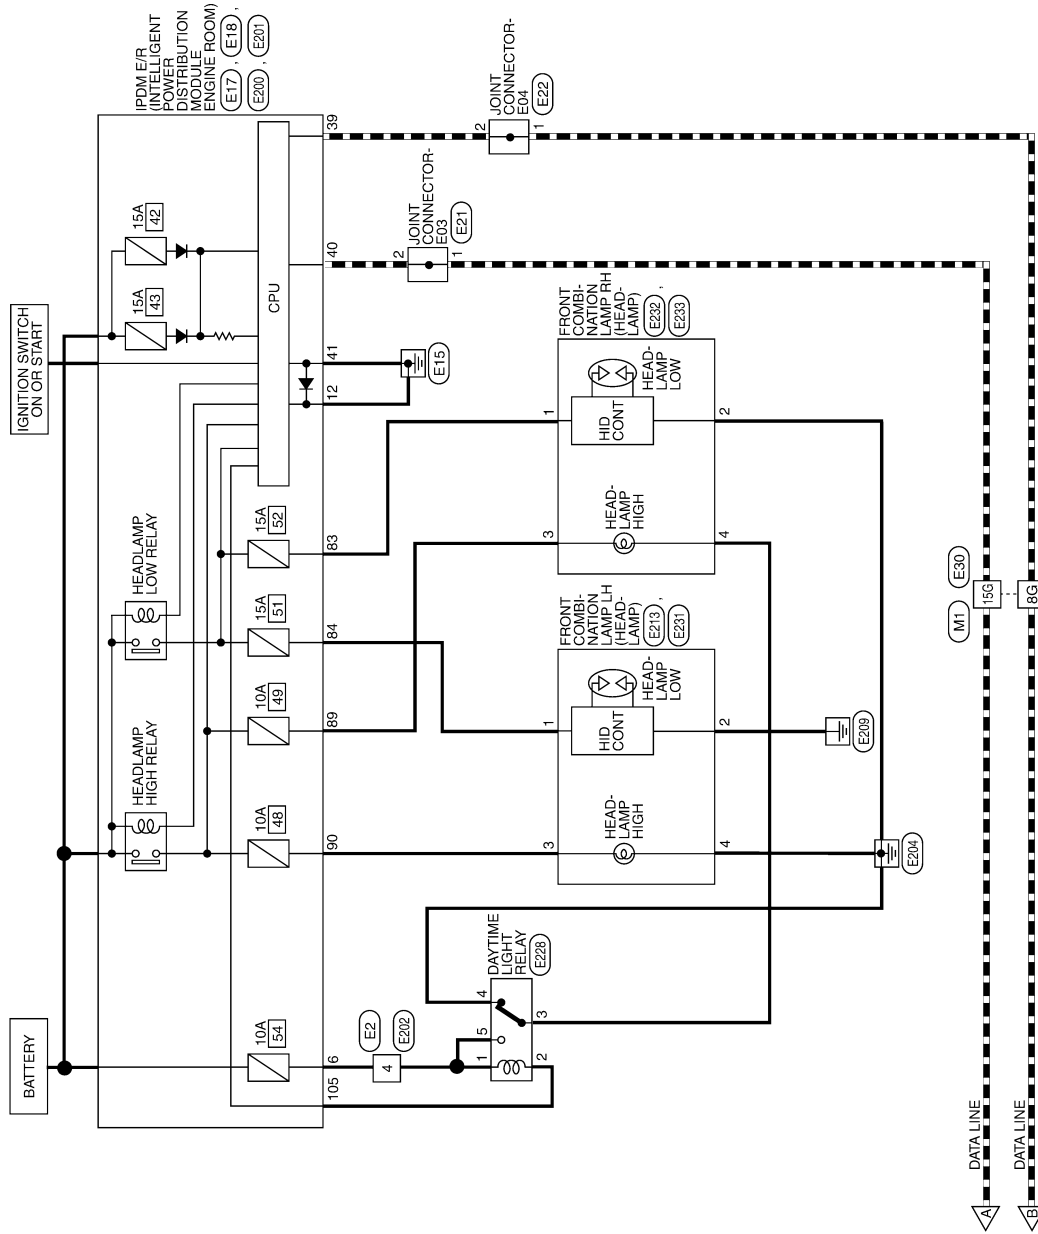 BATTERY
IGNITION SWITCH
ON OR START
IPDM E/R
(INTELLIGENT
POWER
DISTRIBUTION
MODULE
ENGINE ROOM)
E17 , E18 ,
E200 , E201
HEADLAMP
HIGH RELAY
HEADLAMP
LOW RELAY
15A
43
15A
42
10A
54
10A
48
10A
49
15A
51
15A
52
CPU
105
6
90
89
84
83
12
41
40
39
E2
E202
4
E15
JOINT
CONNECTOR-
E03
E21
2
1
JOINT
CONNECTOR-
E04
E22
2
1
DAYTIME
LIGHT
RELAY
E228
1
5
4
2
3
FRONT
COMBI-
NATION
LAMP LH
(HEAD-
LAMP)
E213 ,
E231
3
1
HEAD-
LAMP
HIGH
HID
CONT
HEAD-
LAMP
LOW
4
2
FRONT
COMBI-
NATION
LAMP RH
(HEAD-
LAMP)
E232 ,
E233
3
1
HEAD-
LAMP
HIGH
HID
CONT
HEAD-
LAMP
LOW
4
2
E209
E204
M1
E30
15G
8G
DATA LINE
A
DATA LINE
B